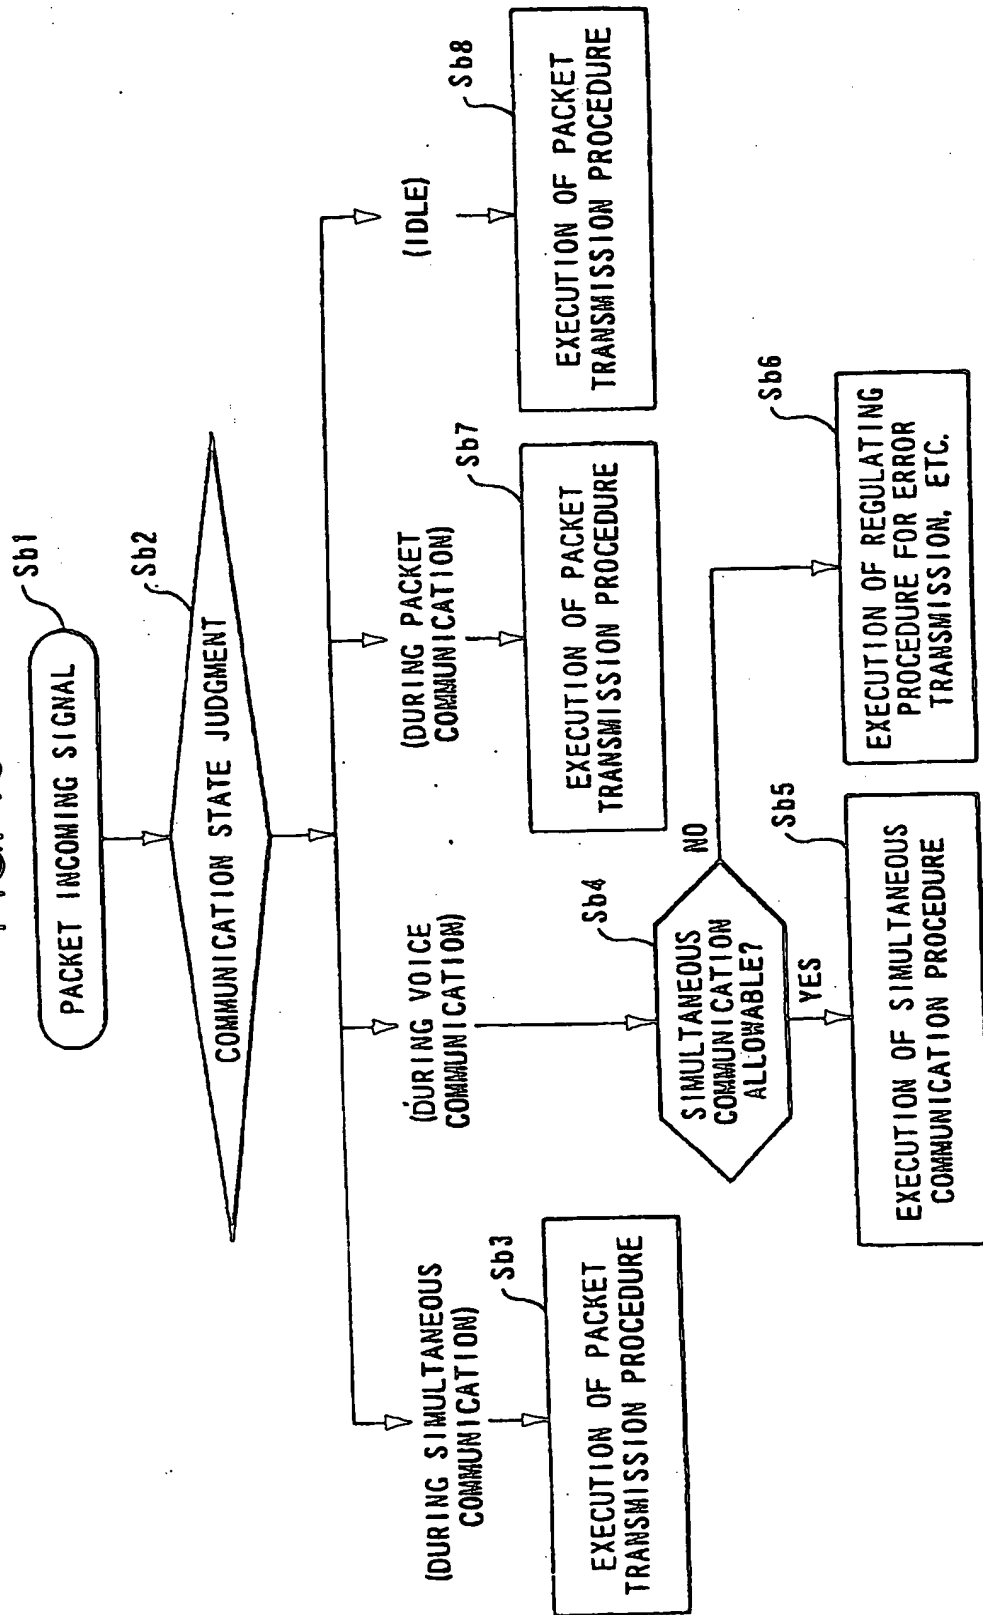 PACKET INCOMING SIGNAL
Sb1
COMMUNICATION STATE JUDGMENT
Sb2
(DURING SIMULTANEOUS
COMMUNICATION)
(DURING VOICE
COMMUNICATION)
(DURING PACKET
COMMUNICATION)
(IDLE)
Sb3
EXECUTION OF PACKET
TRANSMISSION PROCEDURE
Sb4
SIMULTANEOUS
COMMUNICATION
ALLOWABLE?
NO
YES
Sb7
EXECUTION OF PACKET
TRANSMISSION PROCEDURE
Sb8
EXECUTION OF PACKET
TRANSMISSION PROCEDURE
Sb5
EXECUTION OF SIMULTANEOUS
COMMUNICATION PROCEDURE
Sb6
EXECUTION OF REGULATING
PROCEDURE FOR ERROR
TRANSMISSION, ETC.